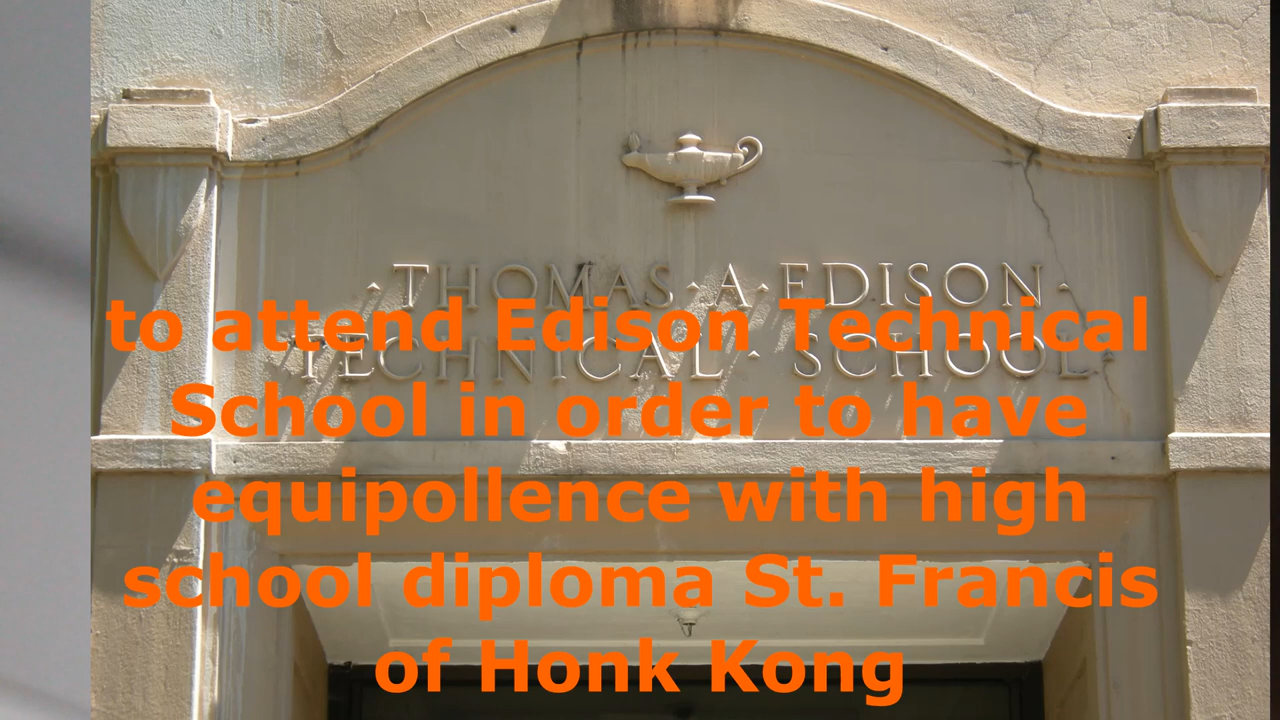 · THOMAS · A · EDISON ·
· TECHNICAL · SCHOOL ·
to attend Edison Technical
School in order to have
equipollence with high
school diploma St. Francis
of Honk Kong